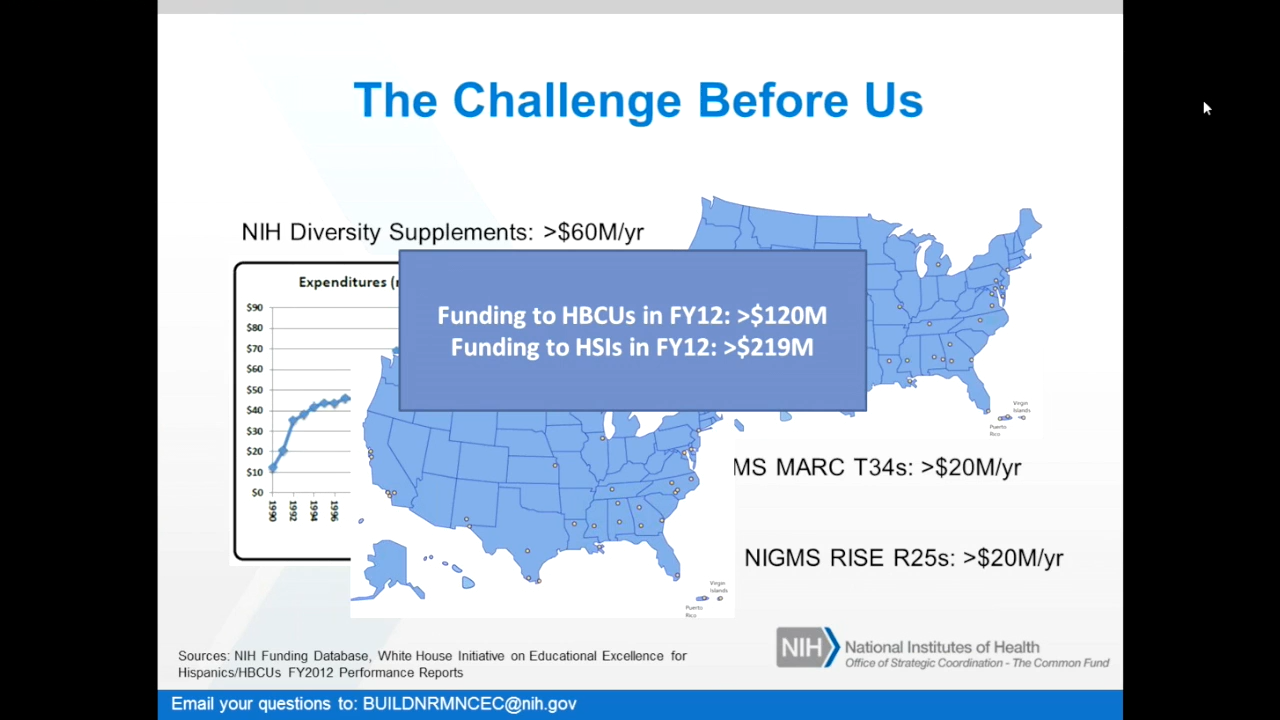 The Challenge Before Us
NIH Diversity Supplements: >$60M/yr
Expenditures (
$90
$80
$70
$60
$50
$40
$30
$20
$10
$0
1990
1992
1994
1996
Funding to HBCUs in FY12: >$120M
Funding to HSIs in FY12: >$219M
Virgin
Islands
Puerto
Rico
MS MARC T34s: >$20M/yr
NIGMS RISE R25s: >$20M/yr
Virgin
Islands
Puerto
Rico
Sources: NIH Funding Database, White House Initiative on Educational Excellence for
Hispanics/HBCUs FY2012 Performance Reports
NIH National Institutes of Health
Office of Strategic Coordination - The Common Fund
Email your questions to: BUILDNRMNCEC@nih.gov